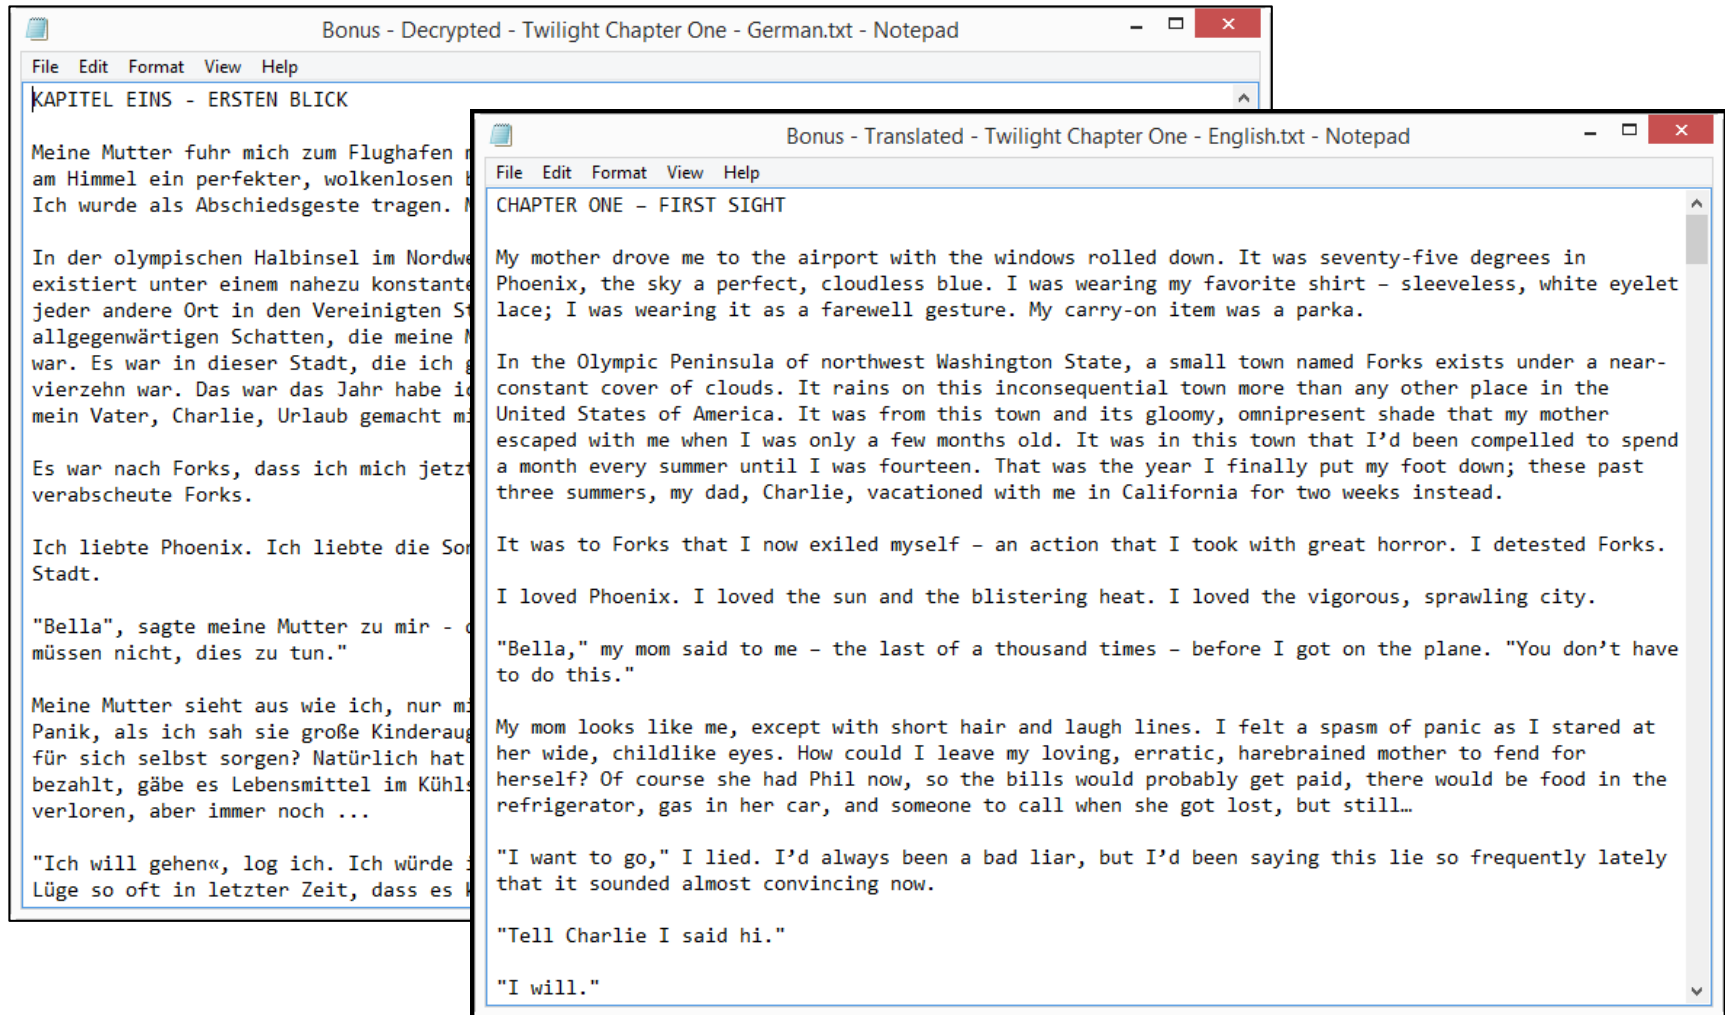 Bonus - Decrypted - Twilight Chapter One - German.txt - Notepad
File Edit Format View Help
KAPITEL EINS - ERSTEN BLICK
Meine Mutter fuhr mich zum Flughafen
am Himmel ein perfekter, wolkenlosen
Ich wurde als Abschiedsgeste tragen.
In der olympischen Halbinsel im
existiert unter einem nahezu
jeder andere Ort in den Vereinigten
allgegenwärtigen Schatten, die meine
war. Es war in dieser Stadt, die ich
vierzehn war. Das war das Jahr habe
mein Vater, Charlie, Urlaub gemacht
Es war nach Forks, dass ich mich
verabscheute Forks.
Ich liebte Phoenix. Ich liebte die
Stadt.
"Bella", sagte meine Mutter zu mir -
müssen nicht, dies zu tun."
Meine Mutter sieht aus wie ich, nur
Panik, als ich sah sie große
für sich selbst sorgen? Natürlich hat
bezahlt, gäbe es Lebensmittel im
verloren, aber immer noch ...
"Ich will gehen«, log ich. Ich würde
Lüge so oft in letzter Zeit, dass es
Bonus - Translated - Twilight Chapter One - English.txt - Notepad
File Edit Format View Help
CHAPTER ONE – FIRST SIGHT
My mother drove me to the airport with the windows rolled down. It was seventy-five degrees in
Phoenix, the sky a perfect, cloudless blue. I was wearing my favorite shirt – sleeveless, white eyelet
lace; I was wearing it as a farewell gesture. My carry-on item was a parka.
In the Olympic Peninsula of northwest Washington State, a small town named Forks exists under a near-
constant cover of clouds. It rains on this inconsequential town more than any other place in the
United States of America. It was from this town and its gloomy, omnipresent shade that my mother
escaped with me when I was only a few months old. It was in this town that I’d been compelled to spend
a month every summer until I was fourteen. That was the year I finally put my foot down; these past
three summers, my dad, Charlie, vacationed with me in California for two weeks instead.
It was to Forks that I now exiled myself – an action that I took with great horror. I detested Forks.
I loved Phoenix. I loved the sun and the blistering heat. I loved the vigorous, sprawling city.
"Bella," my mom said to me – the last of a thousand times – before I got on the plane. "You don’t have
to do this."
My mom looks like me, except with short hair and laugh lines. I felt a spasm of panic as I stared at
her wide, childlike eyes. How could I leave my loving, erratic, harebrained mother to fend for
herself? Of course she had Phil now, so the bills would probably get paid, there would be food in the
refrigerator, gas in her car, and someone to call when she got lost, but still…
"I want to go," I lied. I’d always been a bad liar, but I’d been saying this lie so frequently lately
that it sounded almost convincing now.
"Tell Charlie I said hi."
"I will."